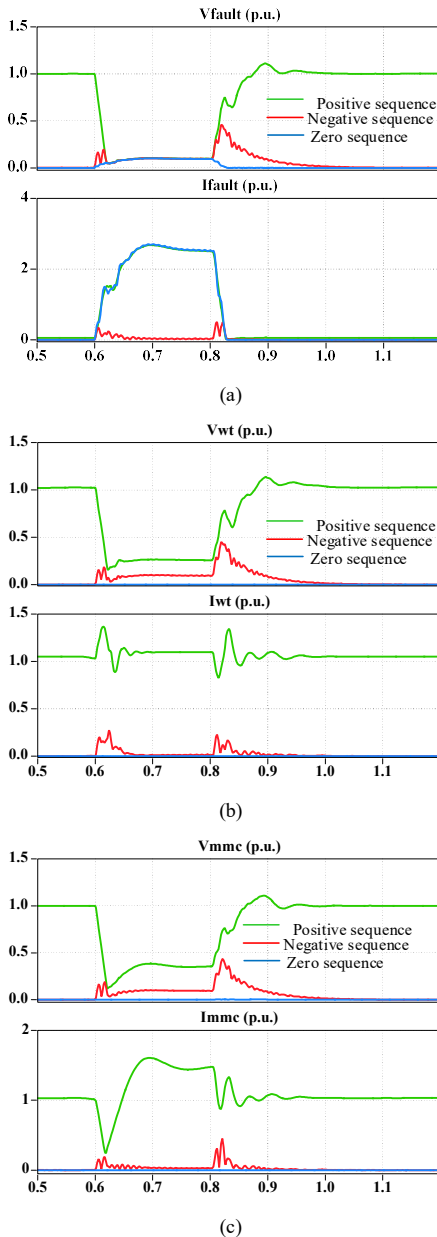 Vfault (p.u.)
1.5
1.0
0.5
0.0
Positive sequence
Negative sequence
Zero sequence
Ifault (p.u.)
4
2
0
0.5 0.6 0.7 0.8 0.9 1.0 1.1
(a)
Vwt (p.u.)
1.5
1.0
0.5
0.0
Positive sequence
Negative sequence
Zero sequence
Iwt (p.u.)
1.5
1.0
0.5
0.0
0.5 0.6 0.7 0.8 0.9 1.0 1.1
(b)
Vmmc (p.u.)
1.5
1.0
0.5
0.0
Positive sequence
Negative sequence
Zero sequence
Immc (p.u.)
2
1
0
0.5 0.6 0.7 0.8 0.9 1.0 1.1
(c)